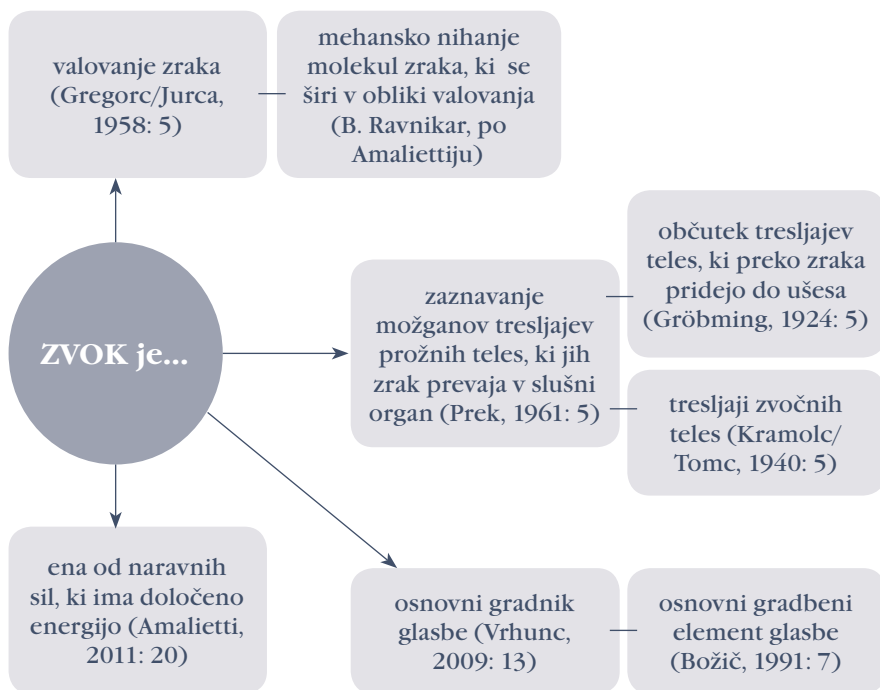 valovanje zraka
(Gregorc/Jurca,
1958: 5)
mehansko nihanje
molekul zraka, ki se
širi v obliki valovanja
(B. Ravnikar, po
Amaliettiju)
ZVOK je...
zaznavanje
možganov tresljajev
prožnih teles, ki jih
zrak prevaja v slušni
organ (Prek, 1961: 5)
občutek tresljajev
teles, ki preko zraka
pridejo do ušesa
(Gröbming, 1924: 5)
tresljaji zvočnih
teles (Kramolc/
Tomc, 1940: 5)
ena od naravnih
sil, ki ima določeno
energijo (Amalietti,
2011: 20)
osnovni gradnik
glasbe (Vrhunc,
2009: 13)
osnovni gradbeni
element glasbe
(Božič, 1991: 7)